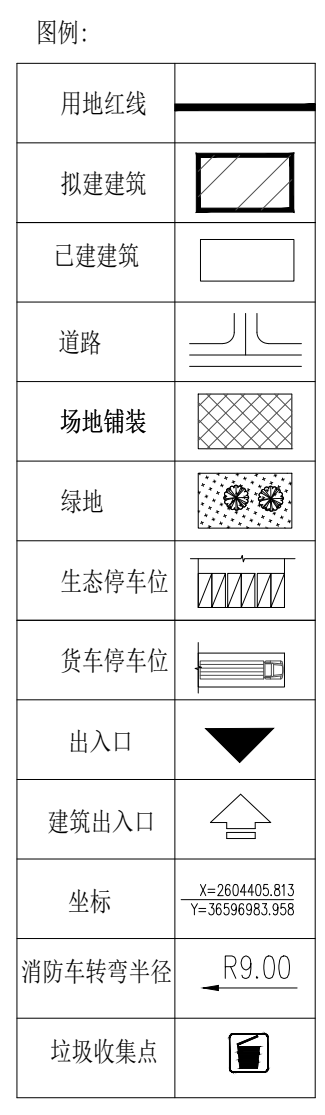 图例:
用地红线
拟建建筑
已建建筑
道路
场地铺装
绿地
生态停车位
货车停车位
出入口
建筑出入口
坐标
X=2604405.813
Y=36596983.958
消防车转弯半径
R9.00
垃圾收集点